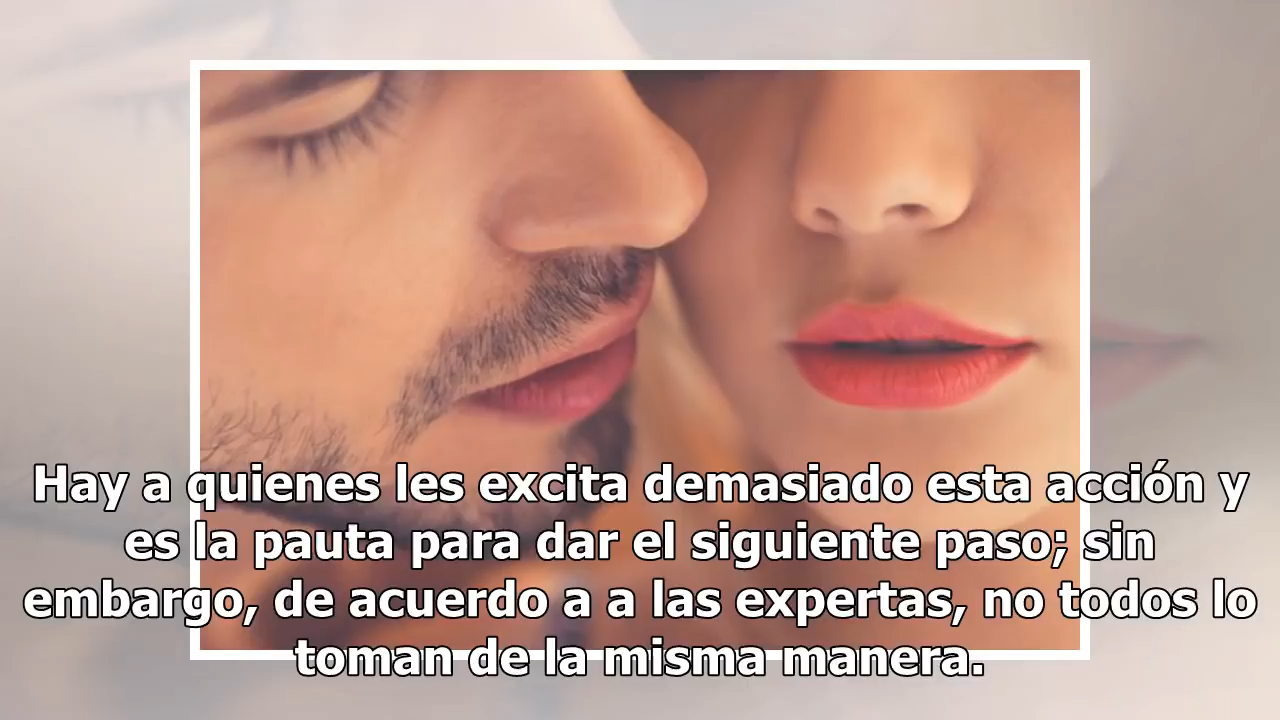 Hay a quienes les excita demasiado esta acción y
es la pauta para dar el siguiente paso; sin
embargo, de acuerdo a a las expertas, no todos lo
toman de la misma manera.